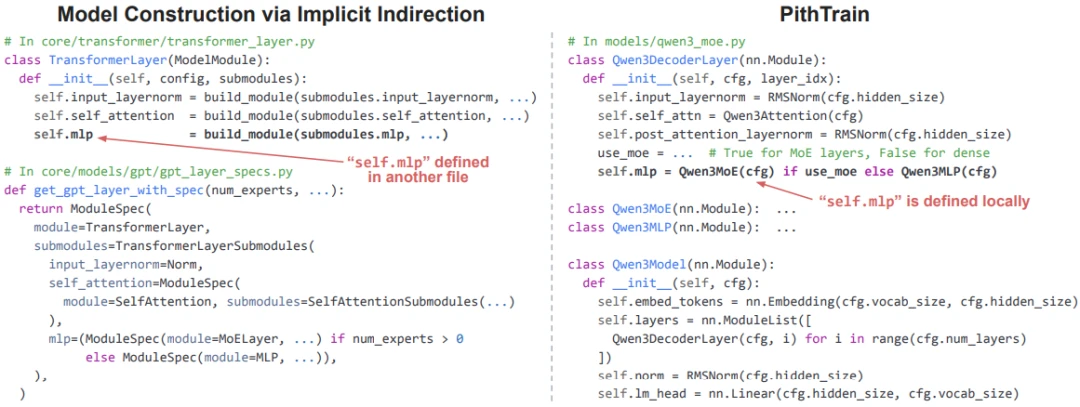 Model Construction via Implicit Indirection
# In core/transformer/transformer_layer.py
class TransformerLayer(ModelModule):
  def __init__(self, config, submodules):
    self.input_layernorm = build_module(submodules.input_layernorm, ...)
    self.self_attention  = build_module(submodules.self_attention, ...)
    self.mlp             = build_module(submodules.mlp, ...)
“self.mlp” defined
in another file
# In core/models/gpt/gpt_layer_specs.py
def get_gpt_layer_with_spec(num_experts, ...):
  return ModuleSpec(
    module=TransformerLayer,
    submodules=TransformerLayerSubmodules(
      input_layernorm=Norm,
      self_attention=ModuleSpec(
        module=SelfAttention, submodules=SelfAttentionSubmodules(...)
      ),
      mlp=(ModuleSpec(module=MoELayer, ...) if num_experts > 0
           else ModuleSpec(module=MLP, ...)),
    ),
  )
PithTrain
# In models/qwen3_moe.py
class Qwen3DecoderLayer(nn.Module):
  def __init__(self, cfg, layer_idx):
    self.input_layernorm = RMSNorm(cfg.hidden_size)
    self.self_attn = Qwen3Attention(cfg)
    self.post_attention_layernorm = RMSNorm(cfg.hidden_size)
    use_moe = ...  # True for MoE layers, False for dense
    self.mlp = Qwen3MoE(cfg) if use_moe else Qwen3MLP(cfg)
“self.mlp” is defined locally
class Qwen3MoE(nn.Module):  ...
class Qwen3MLP(nn.Module):  ...
class Qwen3Model(nn.Module):
  def __init__(self, cfg):
    self.embed_tokens = nn.Embedding(cfg.vocab_size, cfg.hidden_size)
    self.layers = nn.ModuleList([
      Qwen3DecoderLayer(cfg, i) for i in range(cfg.num_layers)
    ])
    self.norm = RMSNorm(cfg.hidden_size)
    self.lm_head = nn.Linear(cfg.hidden_size, cfg.vocab_size)